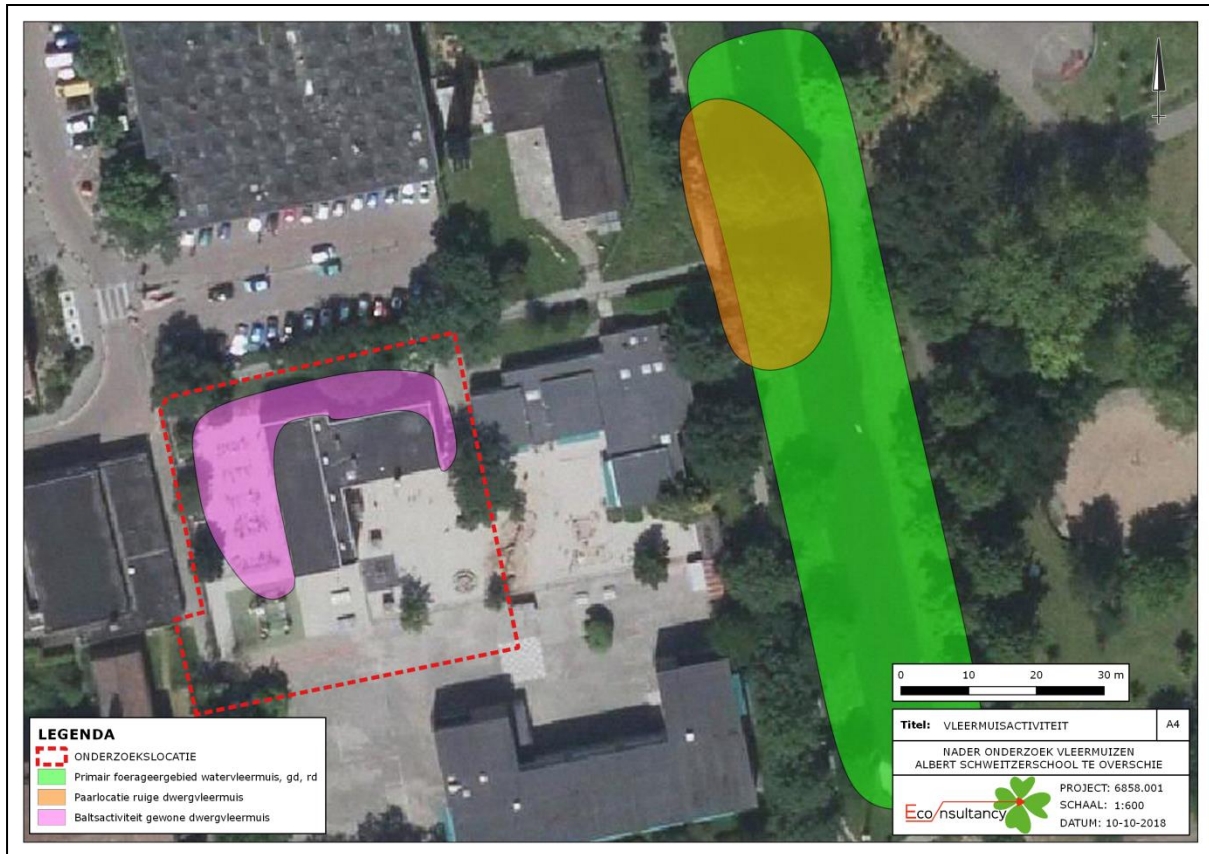 0 10 20 30 m
Titel: VLEERMUISACTIVITEIT A4
NADER ONDERZOEK VLEERMUIZEN
ALBERT SCHWEITZERSCHOOL TE OVERSCHIE
Econsultancy
PROJECT: 6858.001
SCHAAL: 1:600
DATUM: 10-10-2018
LEGENDA
ONDERZOEKSLOCATIE
Primair foerageergebied watervleermuis, gd, rd
Paarlocatie ruige dwergvleermuis
Baltsactiviteit gewone dwergvleermuis